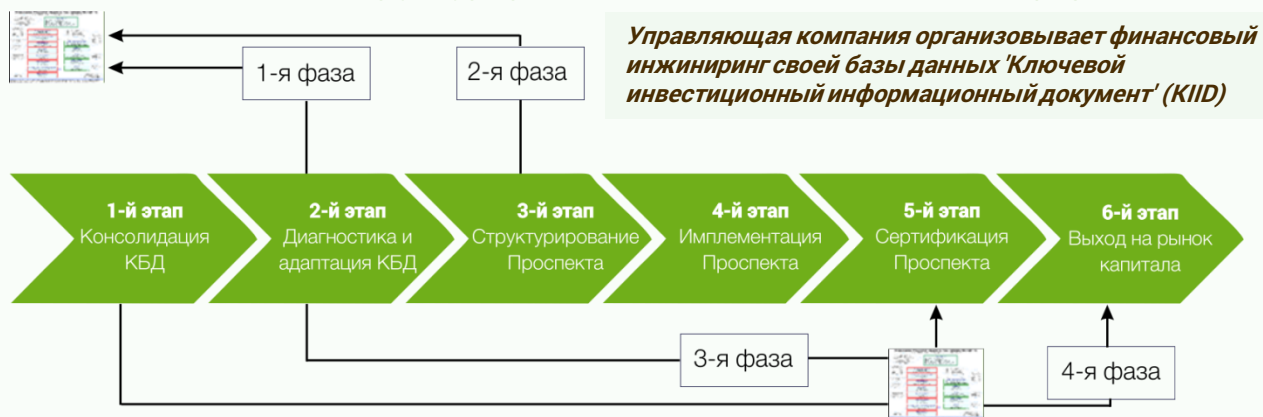 Управляющая компания организовывает финансовый
инжиниринг своей базы данных 'Ключевой
инвестиционный информационный документ' (KIID)
1-я фаза
2-я фаза
1-й этап
Консолидация
КБД
2-й этап
Диагностика и
адаптация КБД
3-й этап
Структурирование
Проспекта
4-й этап
Имплементация
Проспекта
5-й этап
Сертификация
Проспекта
6-й этап
Выход на рынок
капитала
3-я фаза
4-я фаза